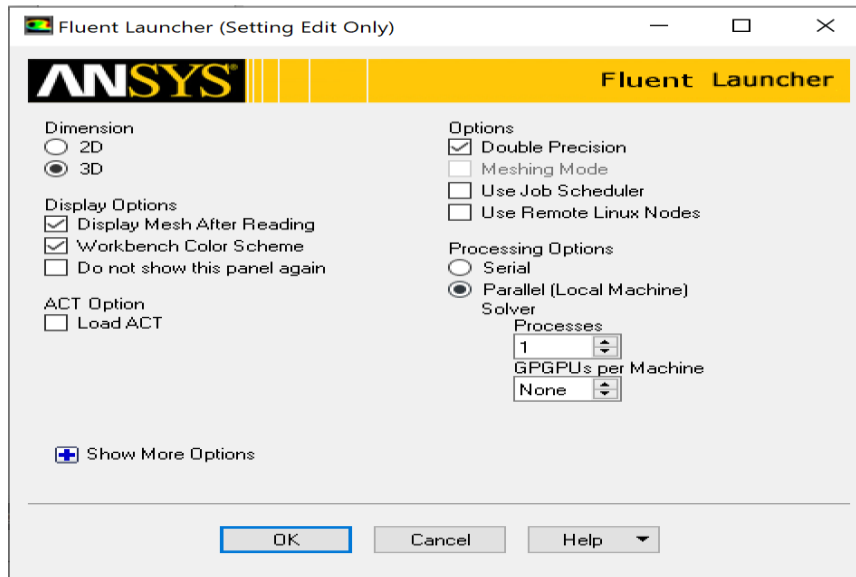 Fluent Launcher (Setting Edit Only)
ANSYS®
Fluent Launcher
Dimension
2D
3D
Display Options
Display Mesh After Reading
Workbench Color Scheme
Do not show this panel again
ACT Option
Load ACT
Options
Double Precision
Meshing Mode
Use Job Scheduler
Use Remote Linux Nodes
Processing Options
Serial
Parallel (Local Machine)
Solver
Processes
1
GPGPUs per Machine
None
Show More Options
OK
Cancel
Help